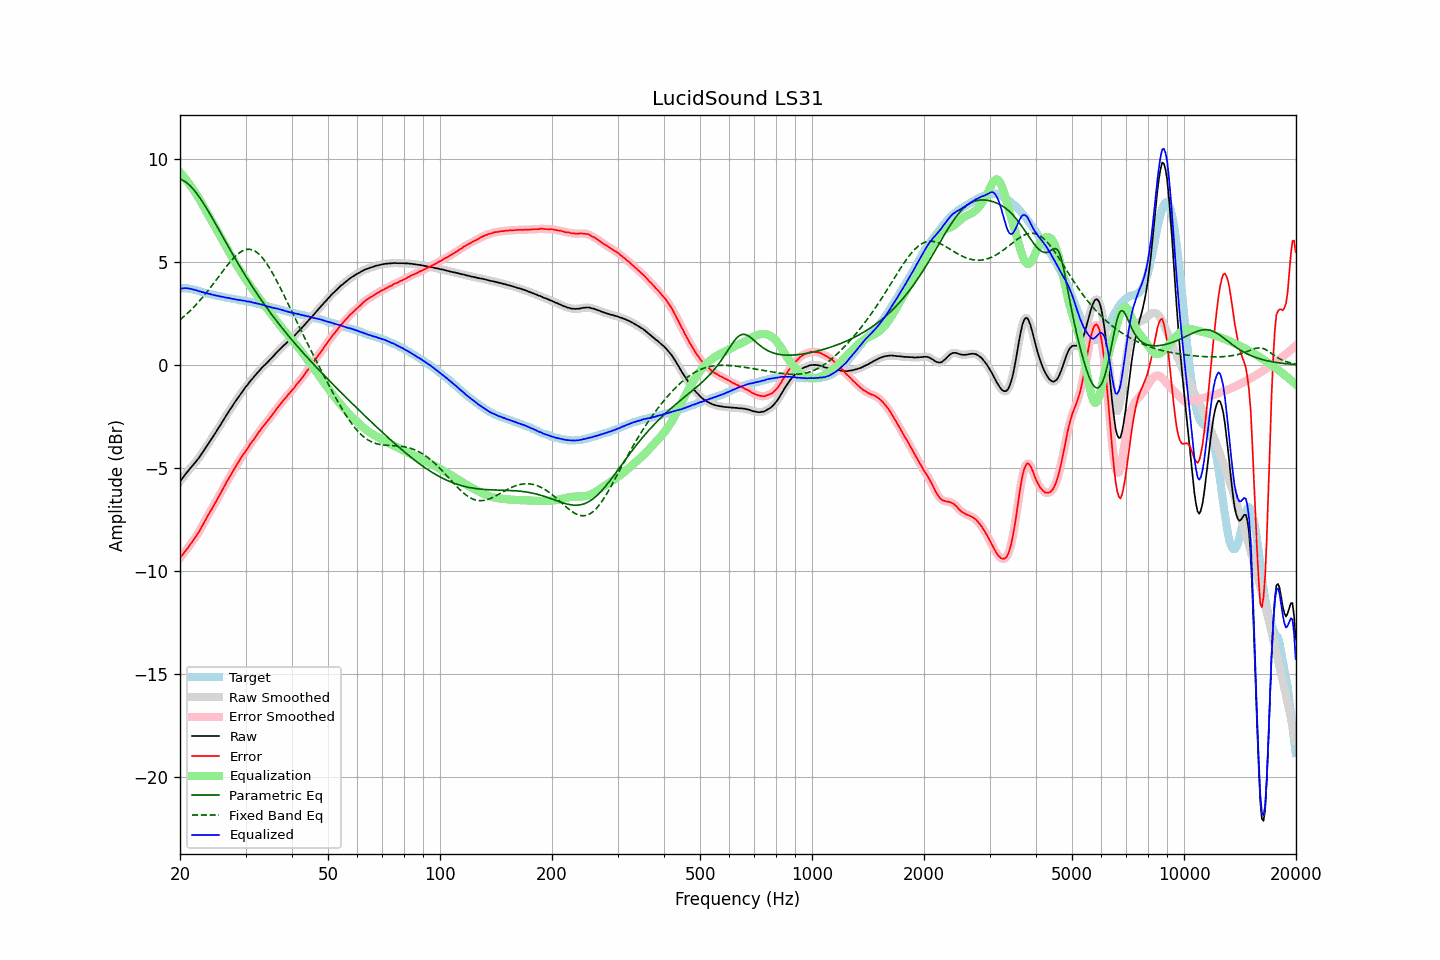 LucidSound LS31
10
5
0
−5
−10
−15
−20
Amplitude (dBr)
Target
Raw Smoothed
Error Smoothed
Raw
Error
Equalization
Parametric Eq
Fixed Band Eq
Equalized
20 50 100 200 500 1000 2000 5000 10000 20000
Frequency (Hz)